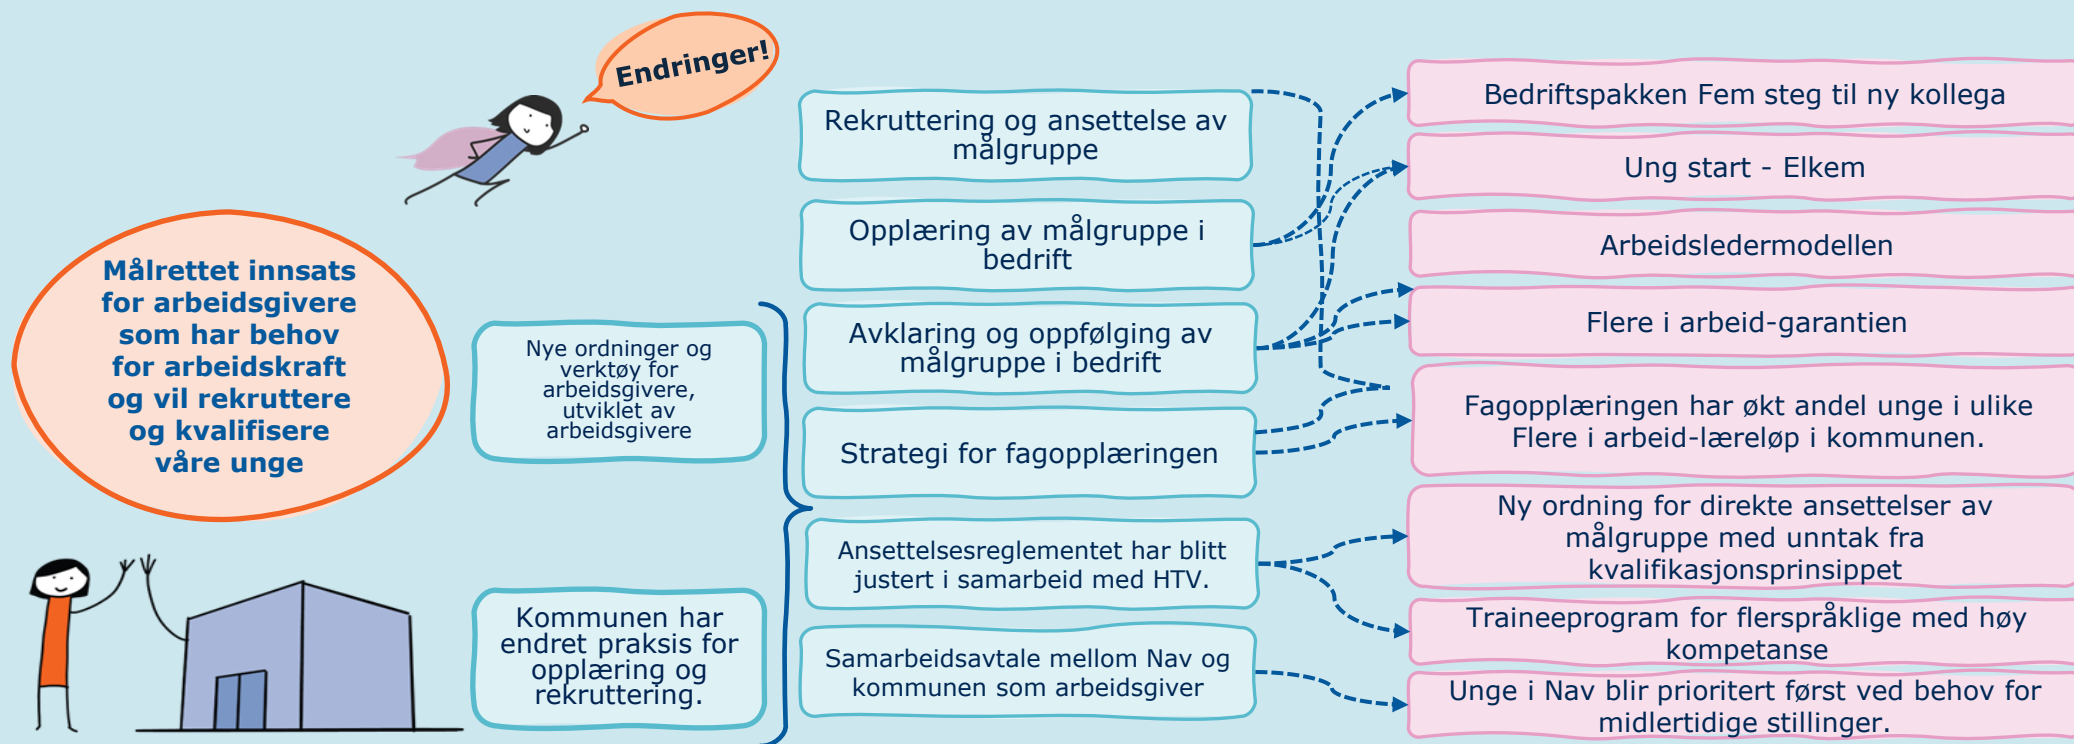 Endringer!
Målrettet innsats
for arbeidsgivere
som har behov
for arbeidskraft
og vil rekruttere
og kvalifisere
våre unge
Nye ordninger og
verktøy for
arbeidsgivere,
utviklet av
arbeidsgivere
Kommunen har
endret praksis for
opplæring og
rekruttering.
Rekruttering og ansettelse av
målgruppe
Opplæring av målgruppe i
bedrift
Avklaring og oppfølging av
målgruppe i bedrift
Strategi for fagopplæringen
Ansettelsesreglementet har blitt
justert i samarbeid med HTV.
Samarbeidsavtale mellom Nav og
kommunen som arbeidsgiver
Bedriftspakken Fem steg til ny kollega
Ung start - Elkem
Arbeidsledermodellen
Flere i arbeid-garantien
Fagopplæringen har økt andel unge i ulike
Flere i arbeid-læreløp i kommunen.
Ny ordning for direkte ansettelser av
målgruppe med unntak fra
kvalifikasjonsprinsippet
Traineeprogram for flerspråklige med høy
kompetanse
Unge i Nav blir prioritert først ved behov for
midlertidige stillinger.